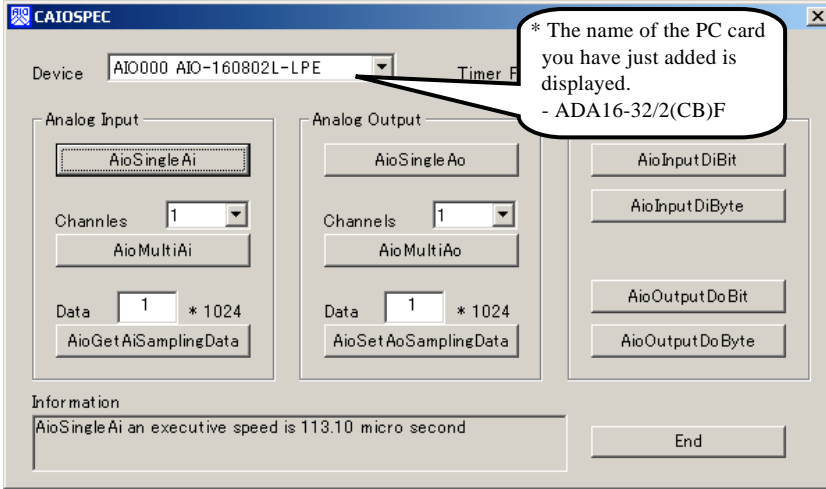 CAIOSPEC
* The name of the PC card
you have just added is
displayed.
- ADA16-32/2(CB)F
Device AIO000 AIO-160802L-LPE Timer
Analog Input
AioSingleAi
Channles 1
AioMultiAi
Data 1 * 1024
AioGetAiSamplingData
Analog Output
AioSingleAo
Channels 1
AioMultiAo
Data 1 * 1024
AioSetAoSamplingData
AioInputDiBit
AioInputDiByte
AioOutputDoBit
AioOutputDoByte
Information
AioSingleAi an executive speed is 113.10 micro second
End